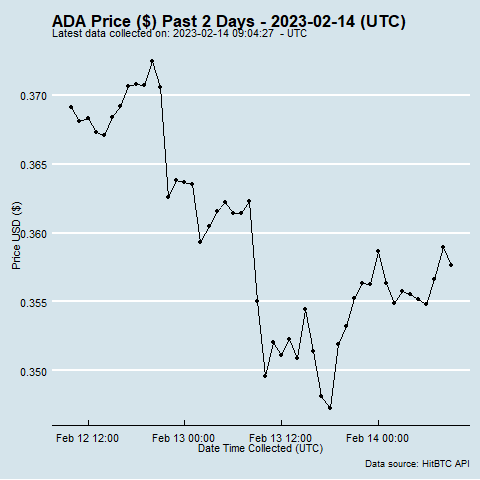 ADA Price ($) Past 2 Days - 2023-02-14 (UTC)
Latest data collected on: 2023-02-14 09:04:27 - UTC
0.370
0.365
0.360
0.355
0.350
Price USD ($)
Feb 12 12:00 Feb 13 00:00 Feb 13 12:00 Feb 14 00:00
Date Time Collected (UTC)
Data source: HitBTC API